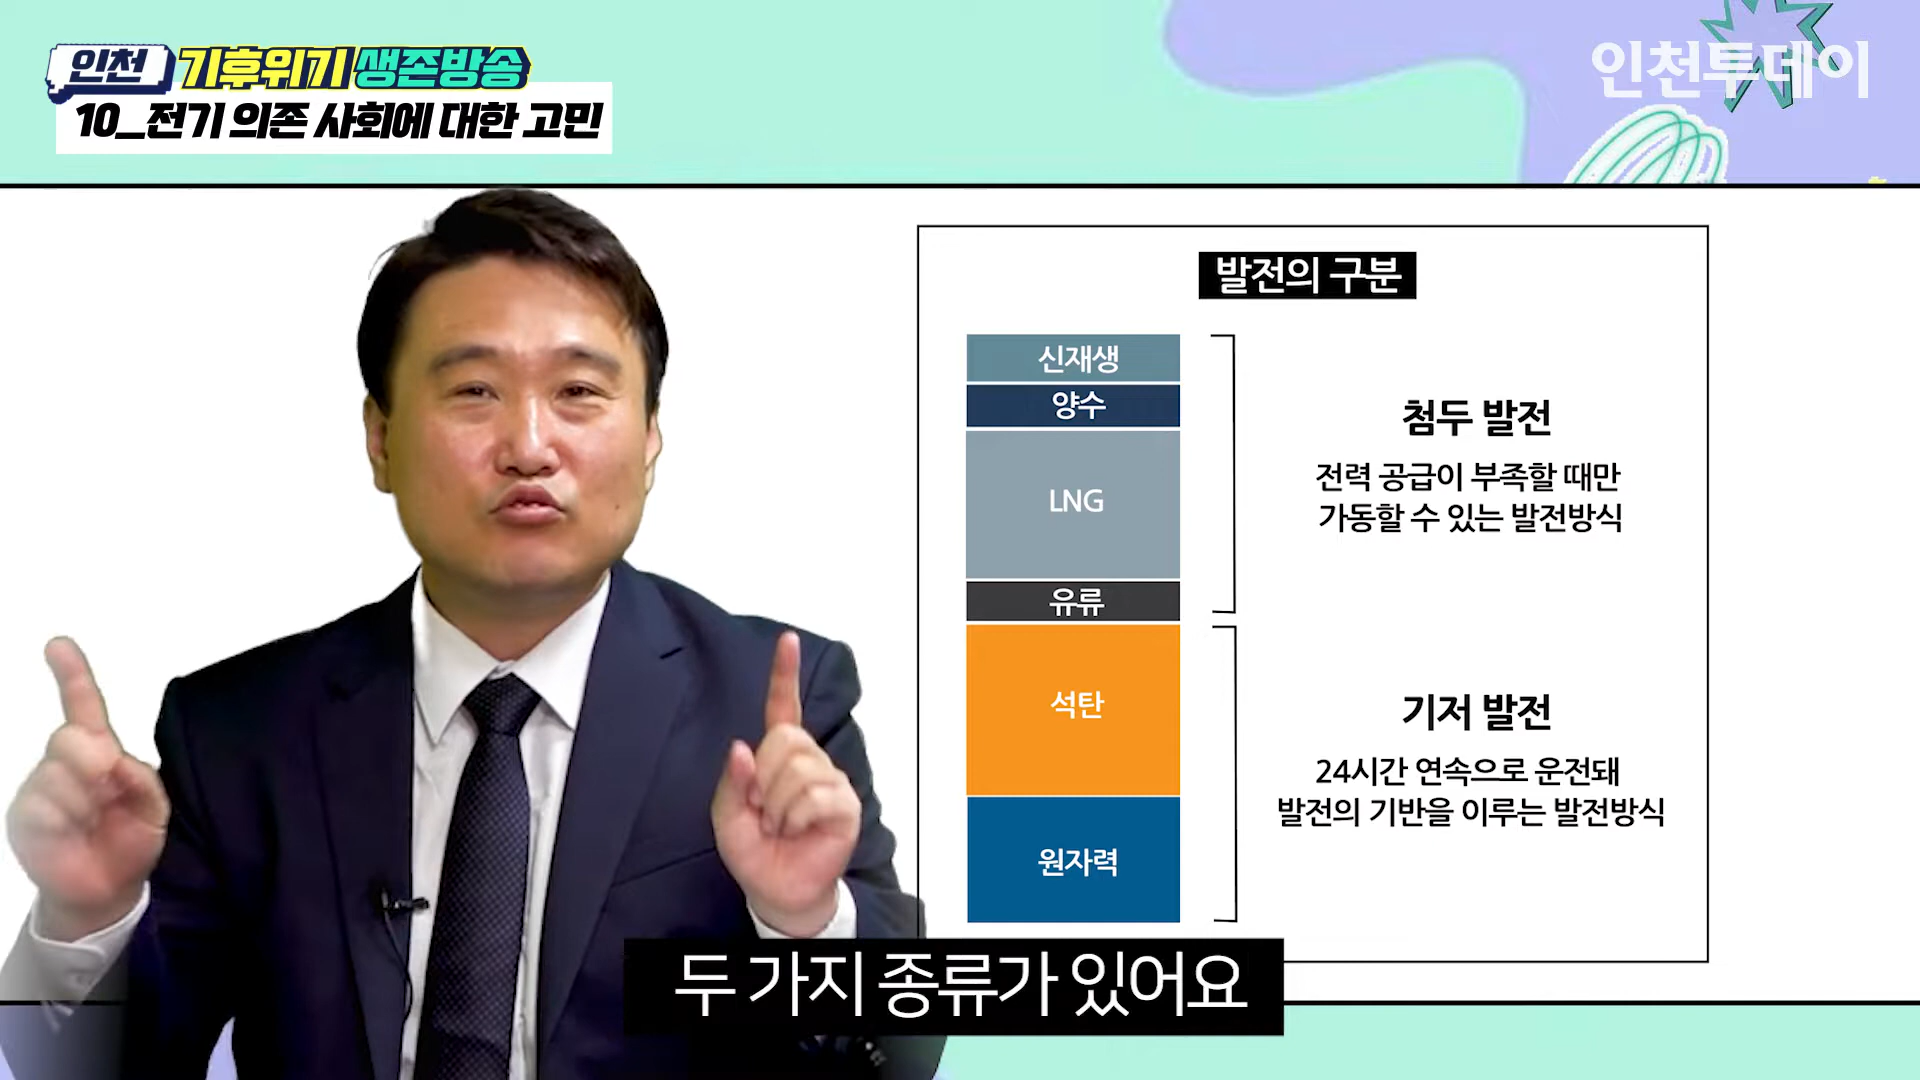 인천 기후위기 생존방송
10_전기 의존 사회에 대한 고민
인천투데이
발전의 구분
신재생
양수
LNG
유류
석탄
원자력
첨두 발전
전력 공급이 부족할 때만
가동할 수 있는 발전방식
기저 발전
24시간 연속으로 운전돼
발전의 기반을 이루는 발전방식
두 가지 종류가 있어요